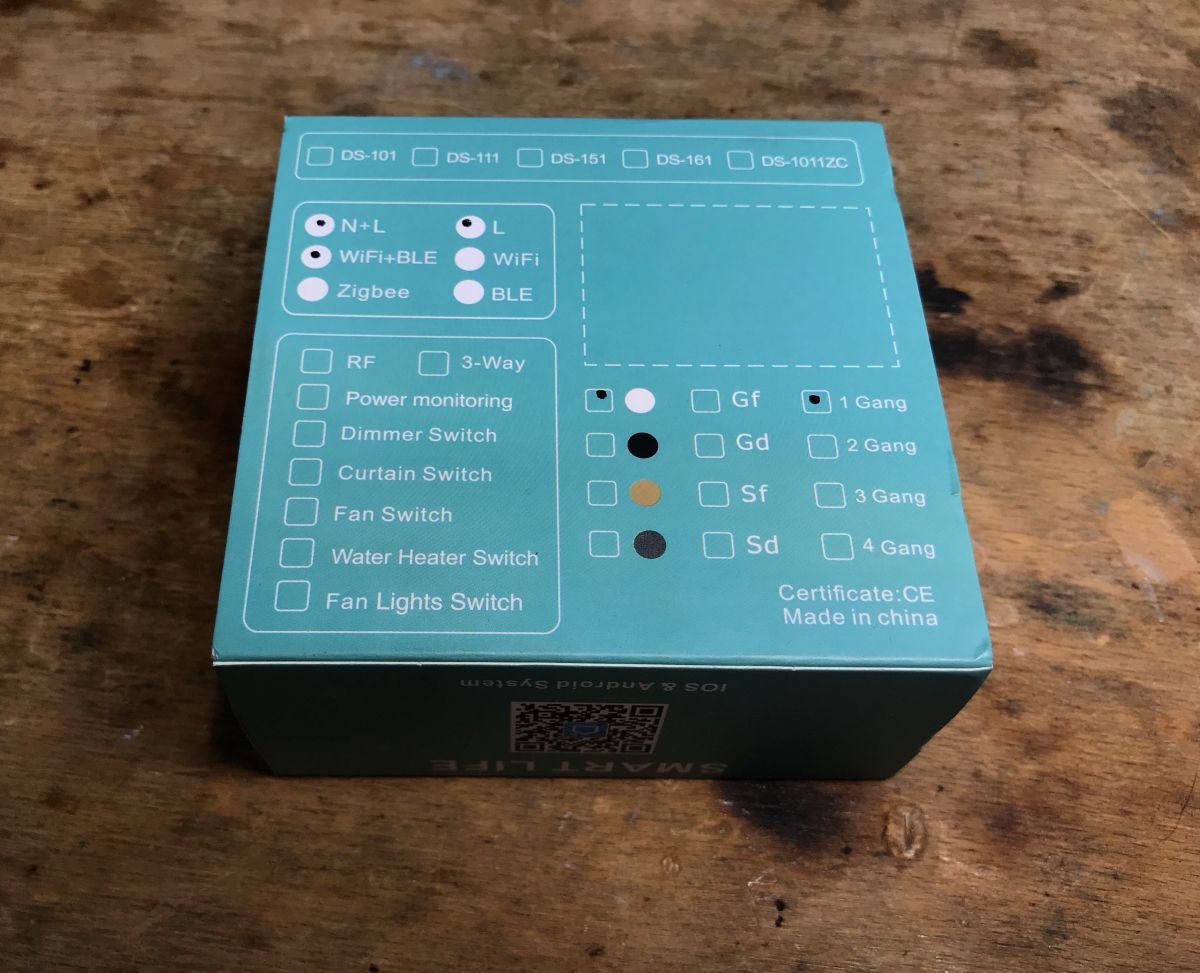 DS-101 DS-111 DS-151 DS-161 DS-1011ZC
N+L L
WiFi+BLE WiFi
Zigbee BLE
RF 3-Way
Power monitoring
Dimmer Switch
Curtain Switch
Fan Switch
Water Heater Switch
Fan Lights Switch
Gf 1 Gang
Gd 2 Gang
Sf 3 Gang
Sd 4 Gang
Certificate:CE
Made in china
IOS & Android System
SMART LIFE